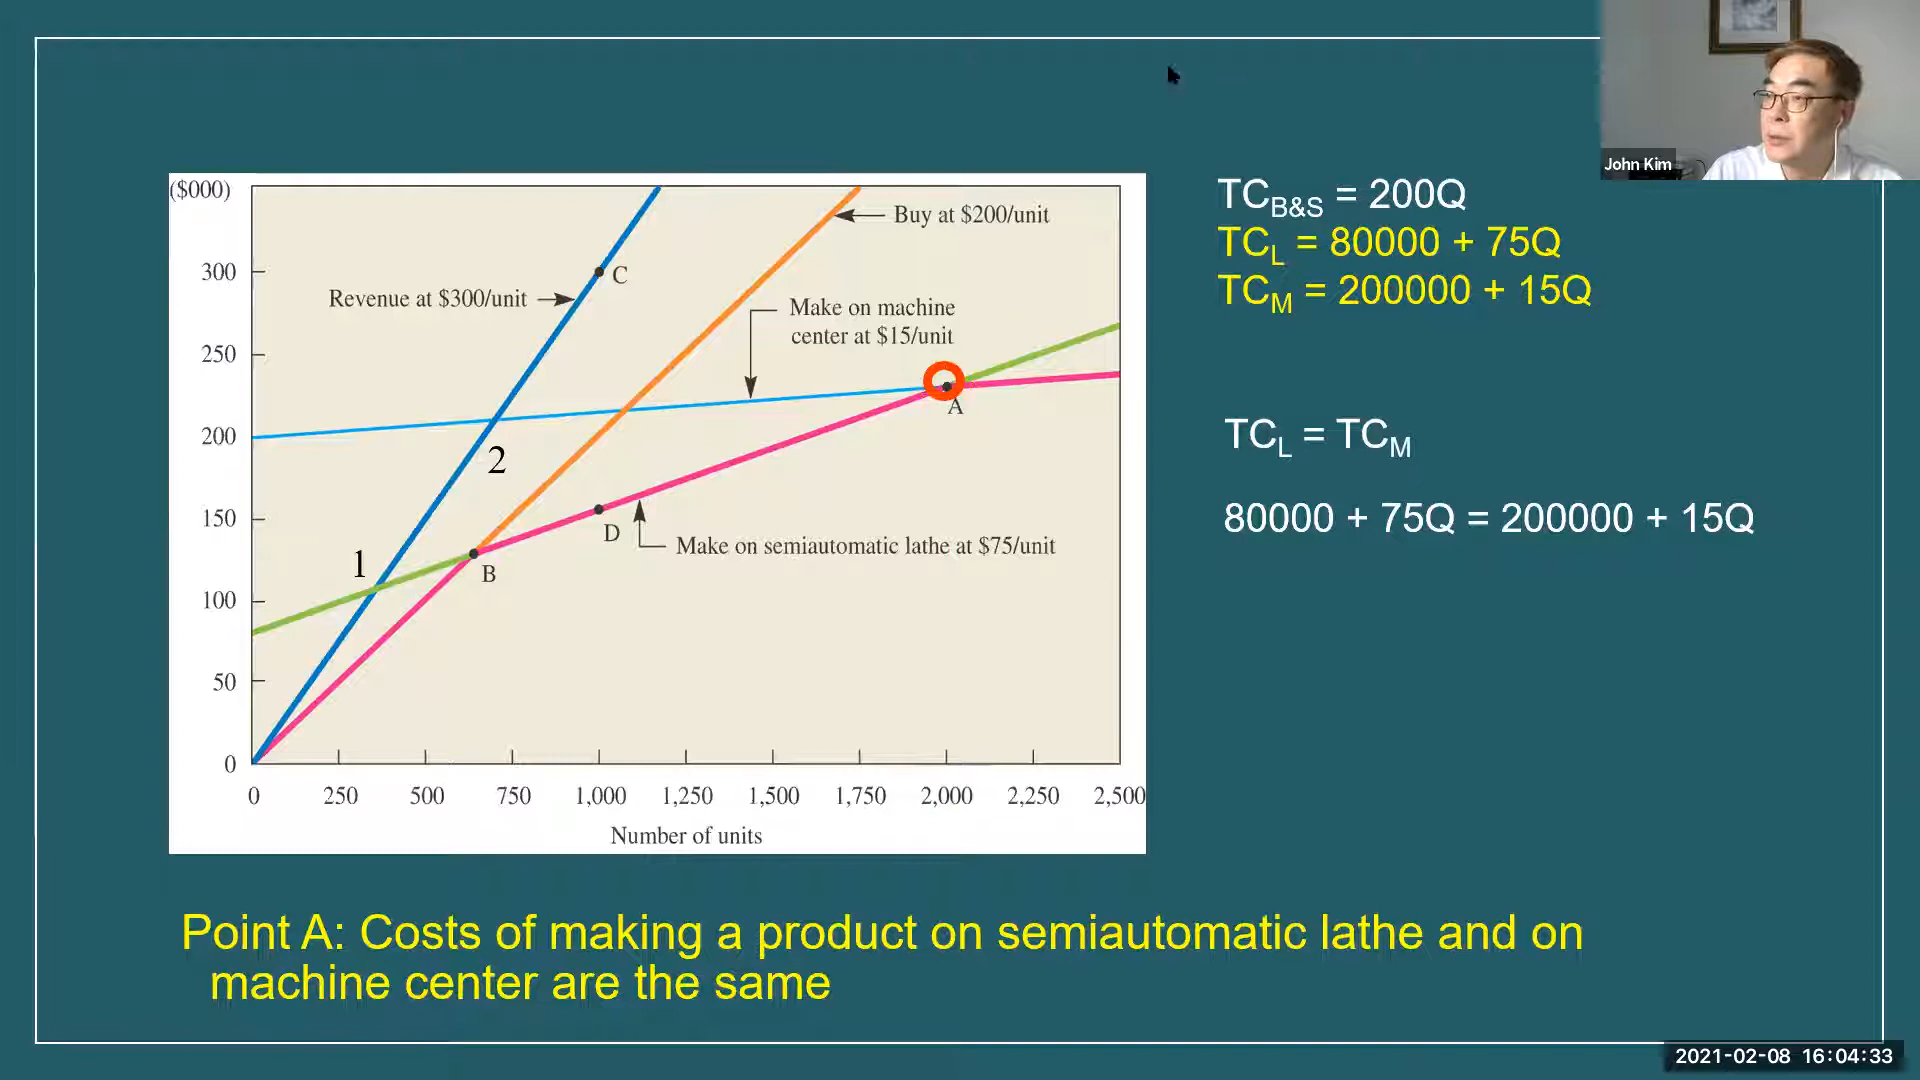 John Kim
($000)
300
250
200
150
100
50
0
0 250 500 750 1,000 1,250 1,500 1,750 2,000 2,250 2,500
Number of units
Buy at $200/unit
Revenue at $300/unit
C
Make on machine
center at $15/unit
A
2
D
Make on semiautomatic lathe at $75/unit
1
B
TCB&S = 200Q
TCL = 80000 + 75Q
TCM = 200000 + 15Q
TCL = TCM
80000 + 75Q = 200000 + 15Q
Point A: Costs of making a product on semiautomatic lathe and on
machine center are the same
2021-02-08 16:04:33